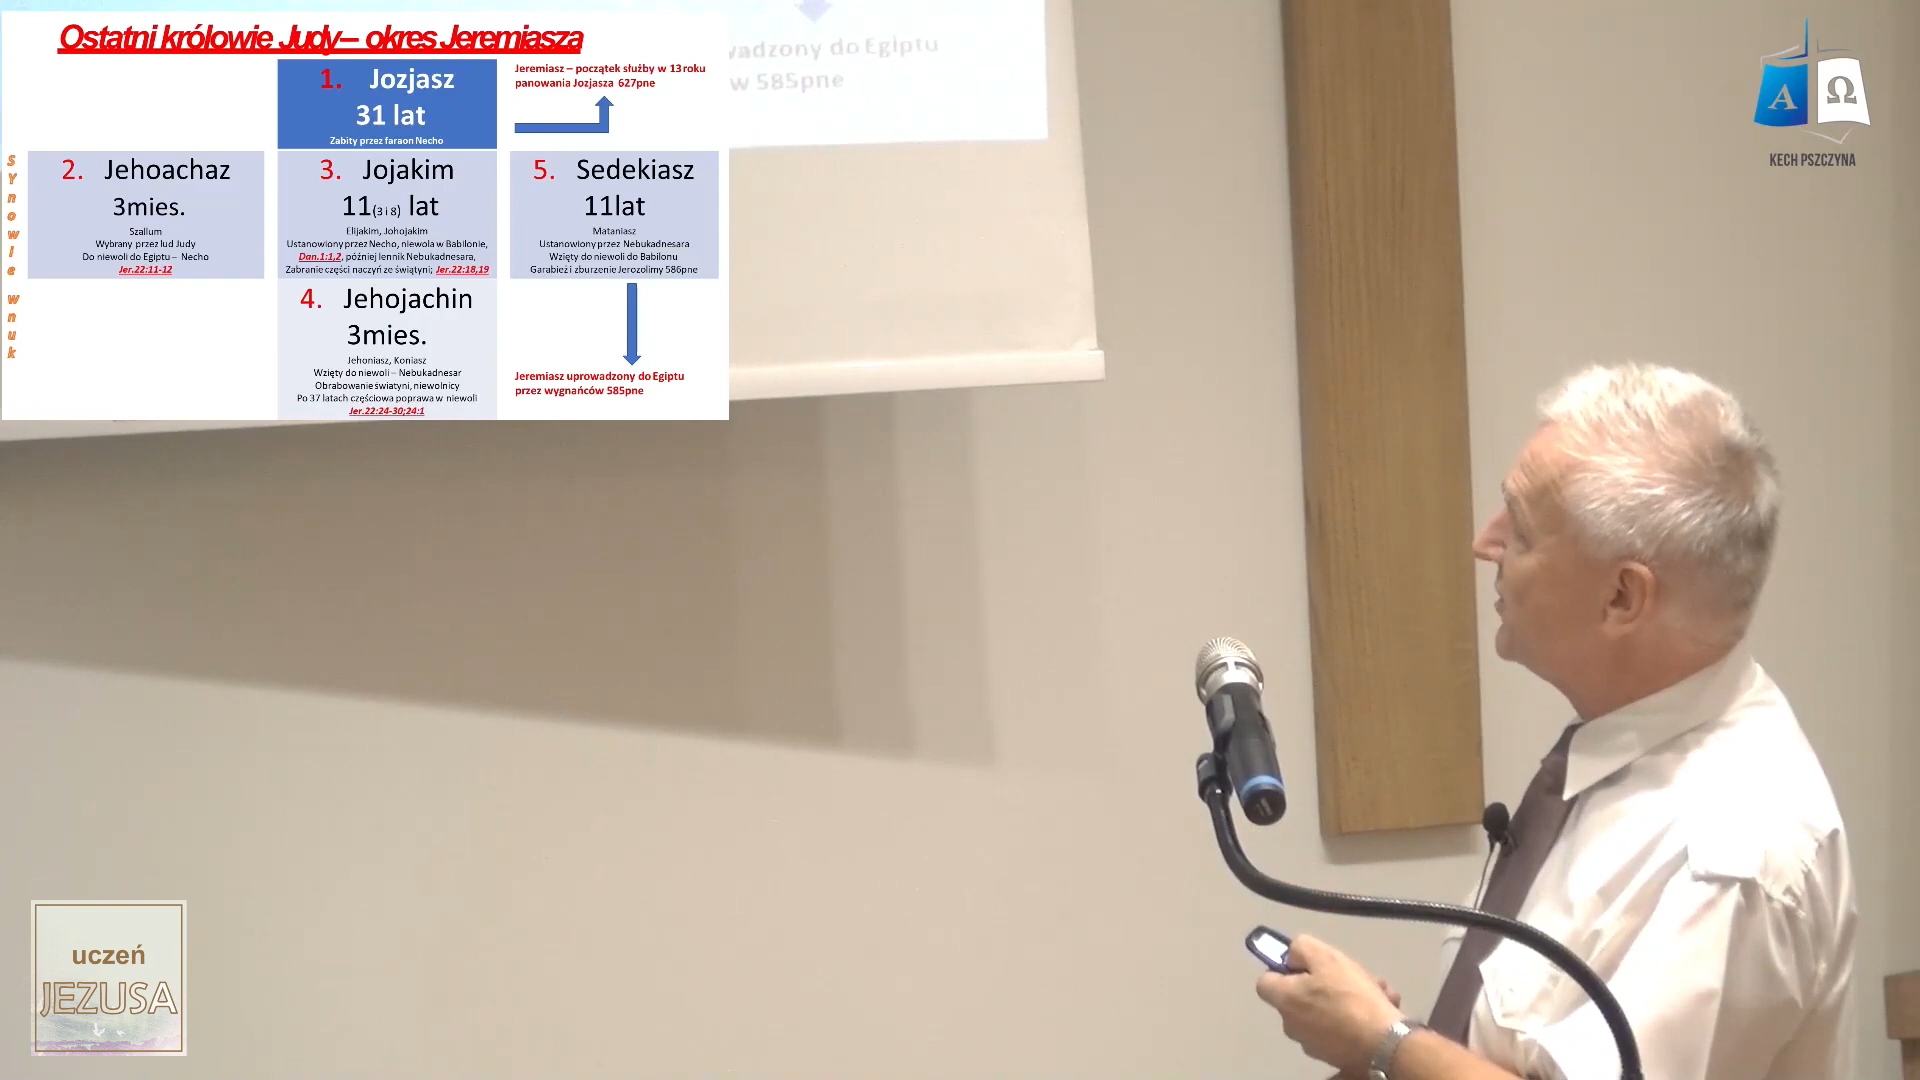 Ostatni królowie Judy – okres Jeremiasza
1. Jozjasz
31 lat
Zabity przez faraon Necho
Jeremiasz – początek służby w 13 roku
panowania Jozjasza 627pne
Synowie wnuk
2. Jehoachaz
3mies.
Szallum
Wybrany przez lud Judy
Do niewoli do Egiptu – Necho
Jer.22:11-12
3. Jojakim
11(3 i 8) lat
Elijakim, Johojakim
Ustanowiony przez Necho, niewola w Babilonie,
Dan.1:1,2, później lennik Nebukadnesara,
Zabranie części naczyń ze świątyni; Jer.22:18,19
5. Sedekiasz
11lat
Mataniasz
Ustanowiony przez Nebukadnesara
Wzięty do niewoli do Babilonu
Garabież i zburzenie Jerozolimy 586pne
4. Jehojachin
3mies.
Jehoniasz, Koniasz
Wzięty do niewoli – Nebukadnesar
Obrabowanie świątyni, niewolnicy
Po 37 latach częściowa poprawa w niewoli
Jer.22:24-30;24:1
Jeremiasz uprowadzony do Egiptu
przez wygnańców 585pne
wadzony do Egiptu
w 585pne
A Ω
KECH PSZCZYNA
uczeń
JEZUSA